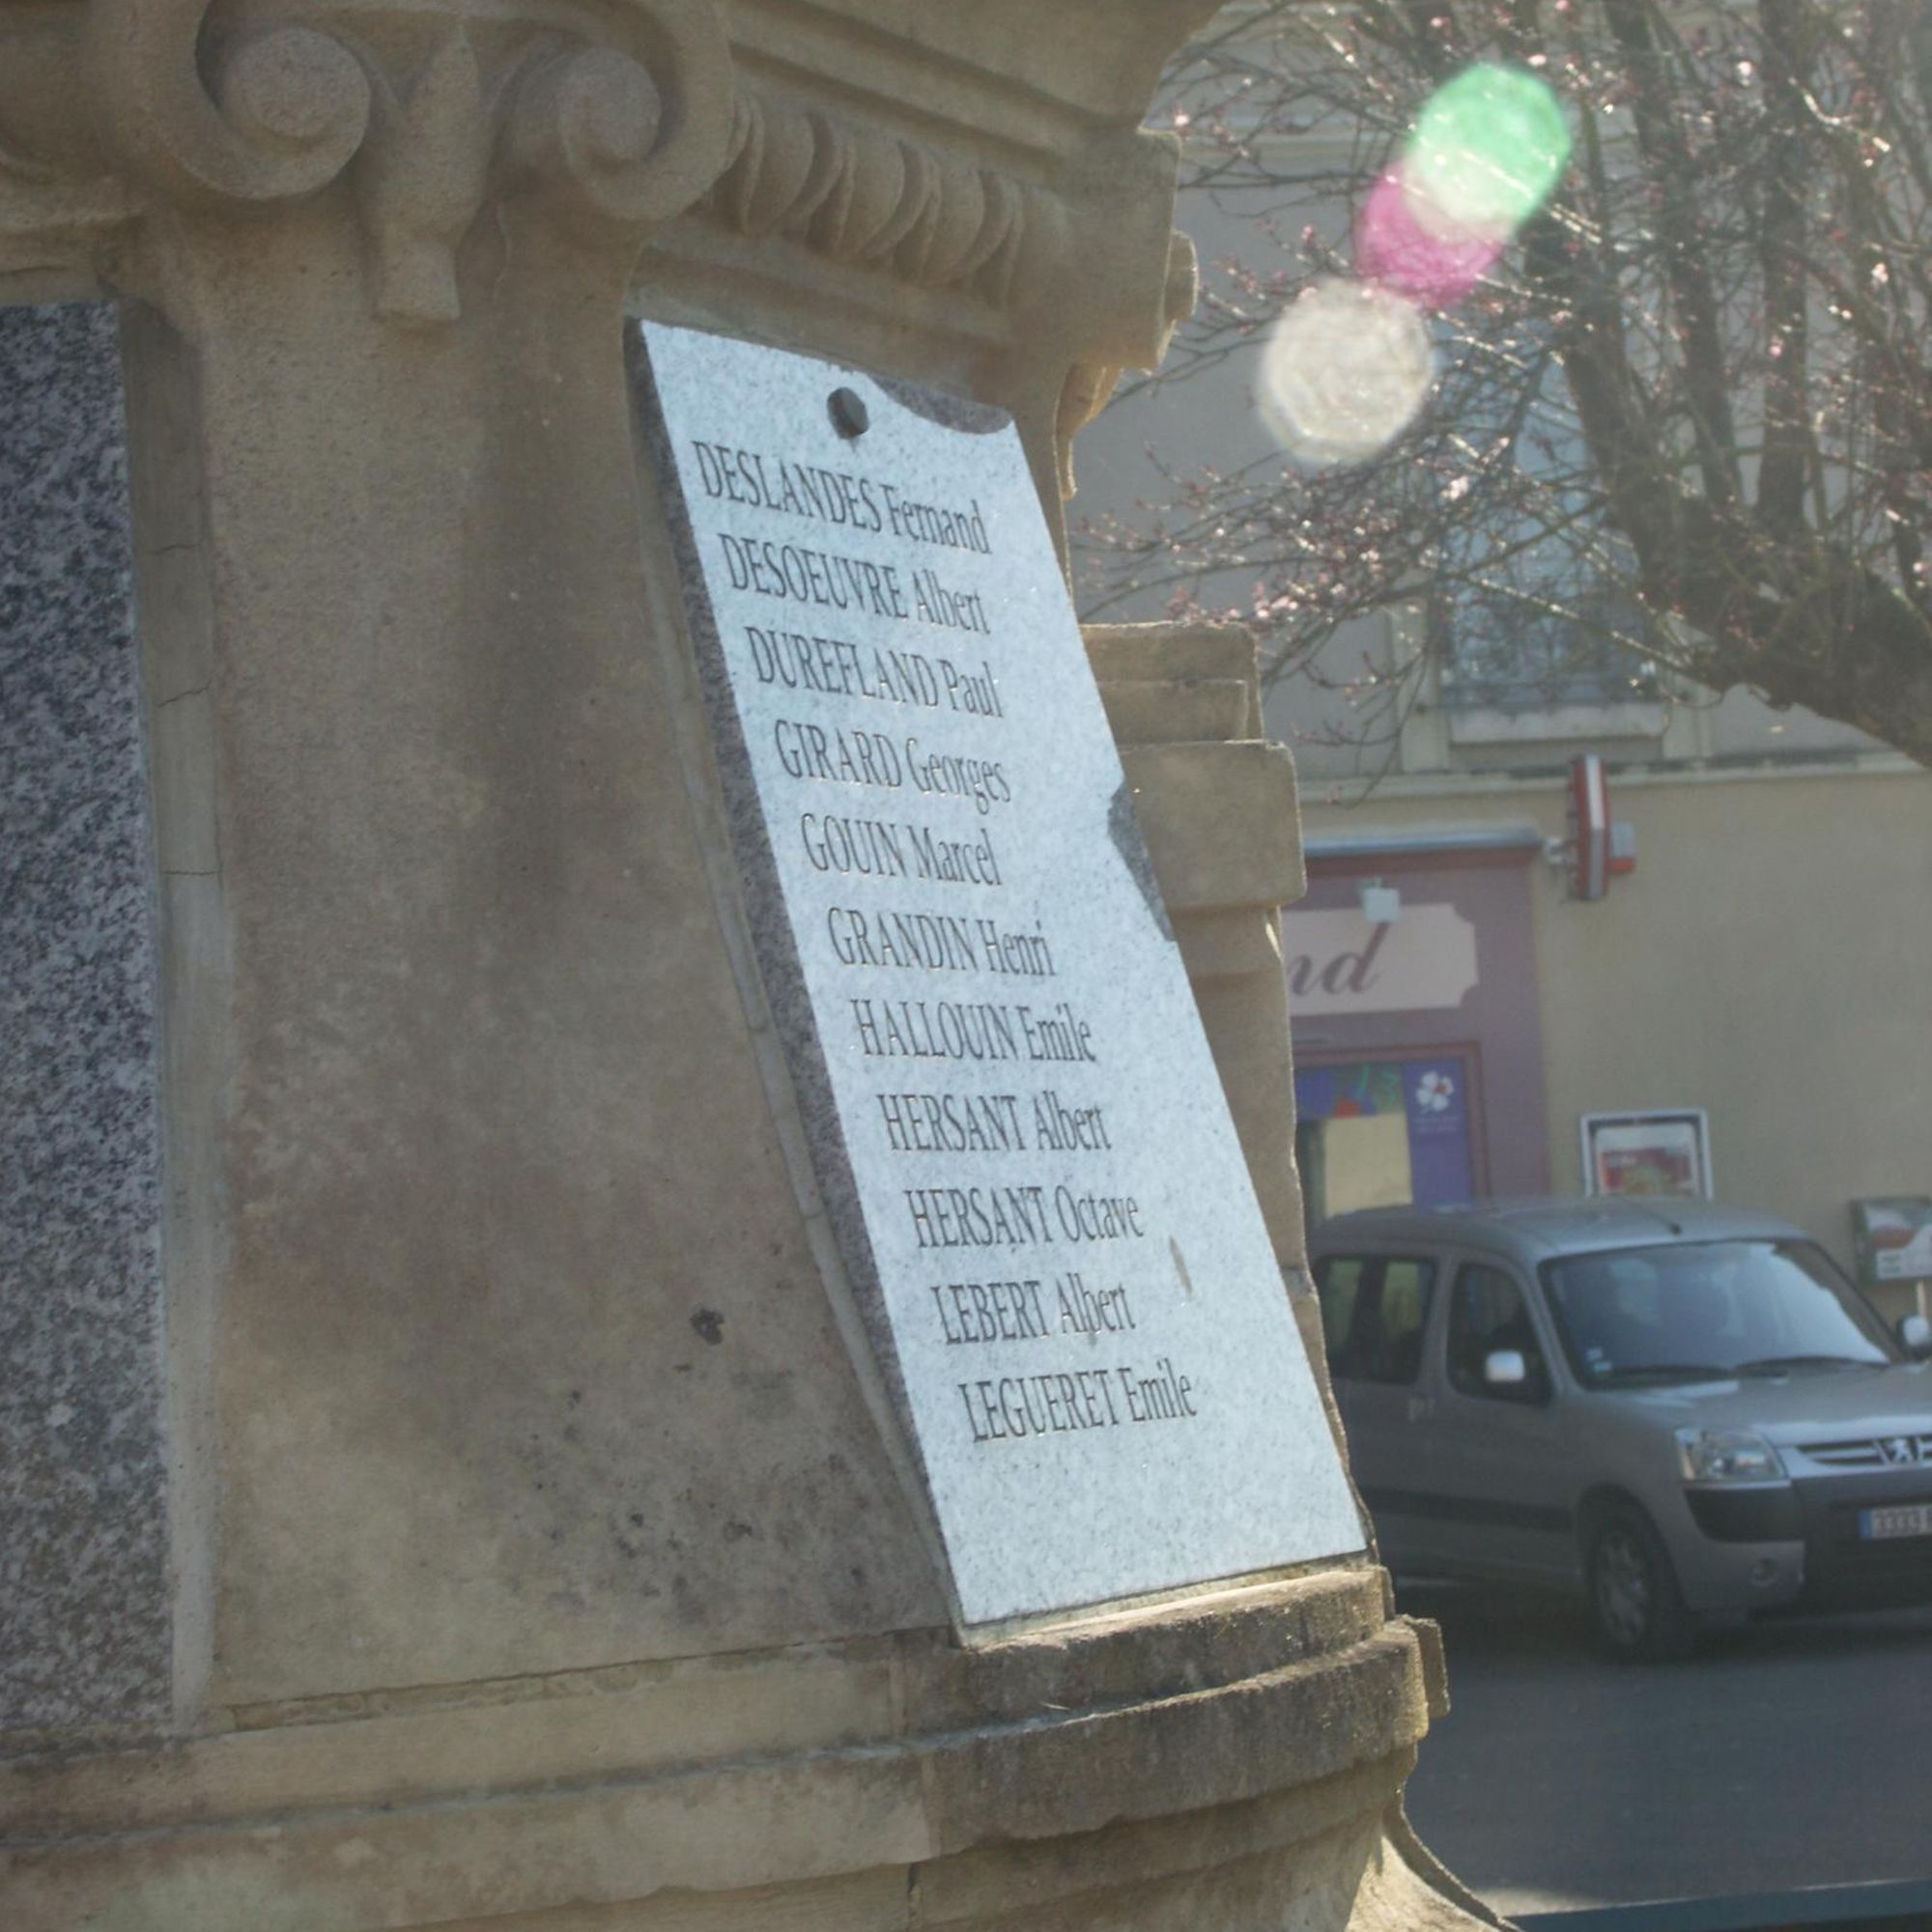 DESLANDES Fernand
DESOEUVRE Albert
DUREFLAND Paul
GIRARD Georges
GOUIN Marcel
GRANDIN Henri
HALLOUIN Emile
HERSANT Albert
HERSANT Octave
LEBERT Albert
LEGUERET Emile
nd